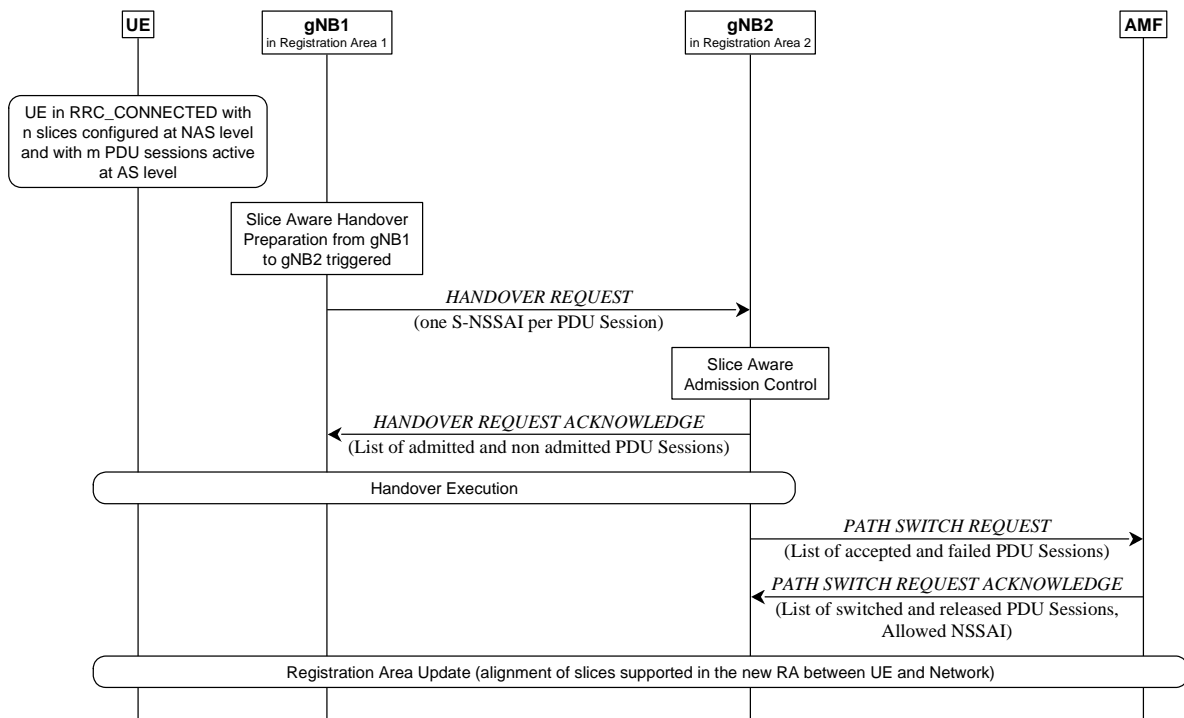 UE
gNB1
in Registration Area 1
gNB2
in Registration Area 2
AMF
UE in RRC_CONNECTED with
n slices configured at NAS level
and with m PDU sessions active
at AS level
Slice Aware Handover
Preparation from gNB1
to gNB2 triggered
HANDOVER REQUEST
(one S-NSSAI per PDU Session)
Slice Aware
Admission Control
HANDOVER REQUEST ACKNOWLEDGE
(List of admitted and non admitted PDU Sessions)
Handover Execution
PATH SWITCH REQUEST
(List of accepted and failed PDU Sessions)
PATH SWITCH REQUEST ACKNOWLEDGE
(List of switched and released PDU Sessions,
Allowed NSSAI)
Registration Area Update (alignment of slices supported in the new RA between UE and Network)